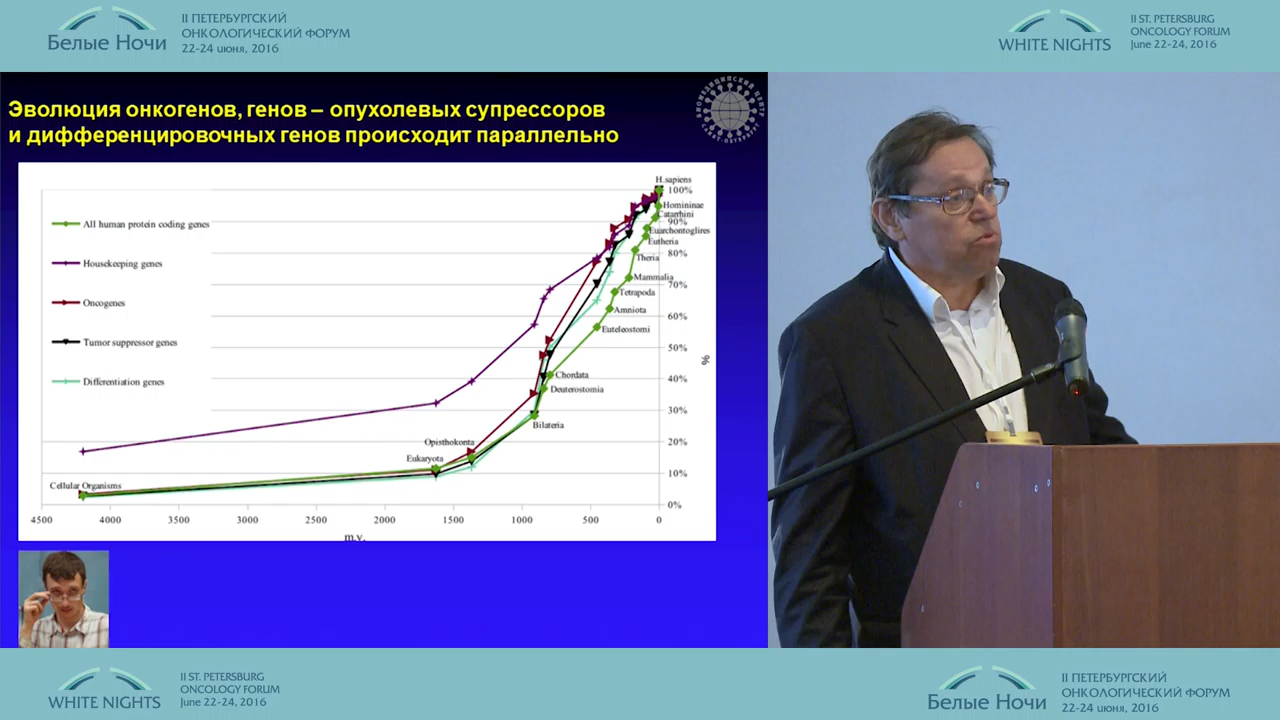 Белые Ночи
II ПЕТЕРБУРГСКИЙ
ОНКОЛОГИЧЕСКИЙ ФОРУМ
22-24 июня, 2016
WHITE NIGHTS
II ST. PETERSBURG
ONCOLOGY FORUM
June 22-24, 2016
Эволюция онкогенов, генов – опухолевых супрессоров
и дифференцировочных генов происходит параллельно
All human protein coding genes
Housekeeping genes
Oncogenes
Tumor suppressor genes
Differentiation genes
H.sapiens
100%
Homininae
Catarrhini
90%
Euarchontoglires
Eutheria
80%
Theria
Mammalia
70%
Tetrapoda
Amniota
60%
Euteleostomi
50%
%
40%
Chordata
Deuterostomia
30%
Bilateria
20%
Opisthokonta
Eukaryota
10%
Cellular Organisms
0%
4500 4000 3500 3000 2500 2000 1500 1000 500 0
m.y.
WHITE NIGHTS
II ST. PETERSBURG
ONCOLOGY FORUM
June 22-24, 2016
Белые Ночи
II ПЕТЕРБУРГСКИЙ
ОНКОЛОГИЧЕСКИЙ ФОРУМ
22-24 июня, 2016